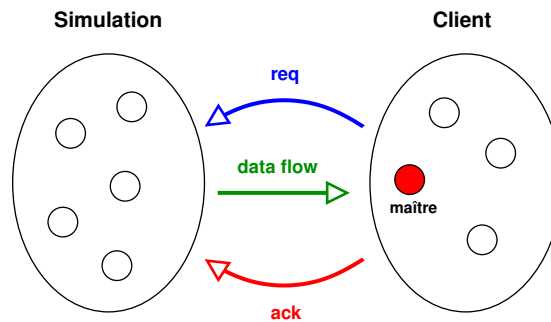 Simulation
Client
req
data flow
maître
ack